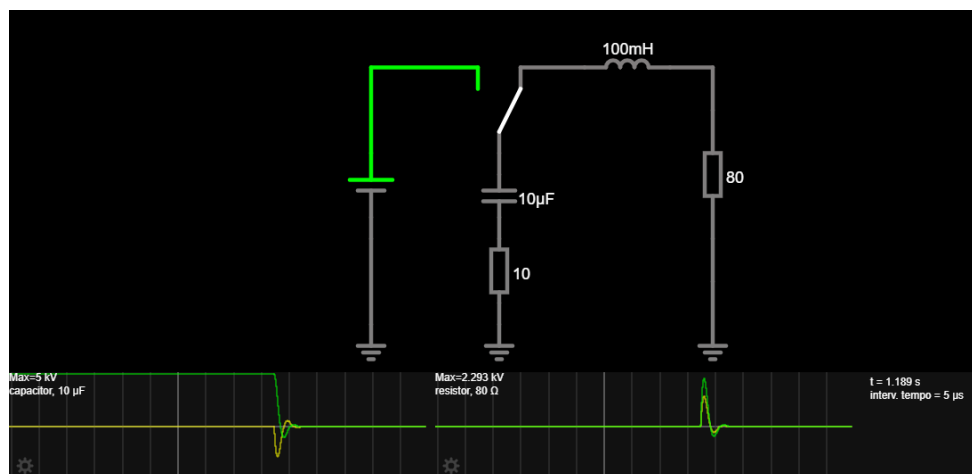 100mH
80
10µF
10
Max=5 kV
capacitor, 10 µF
Max=2.293 kV
resistor, 80 Ω
t = 1.189 s
interv. tempo = 5 µs